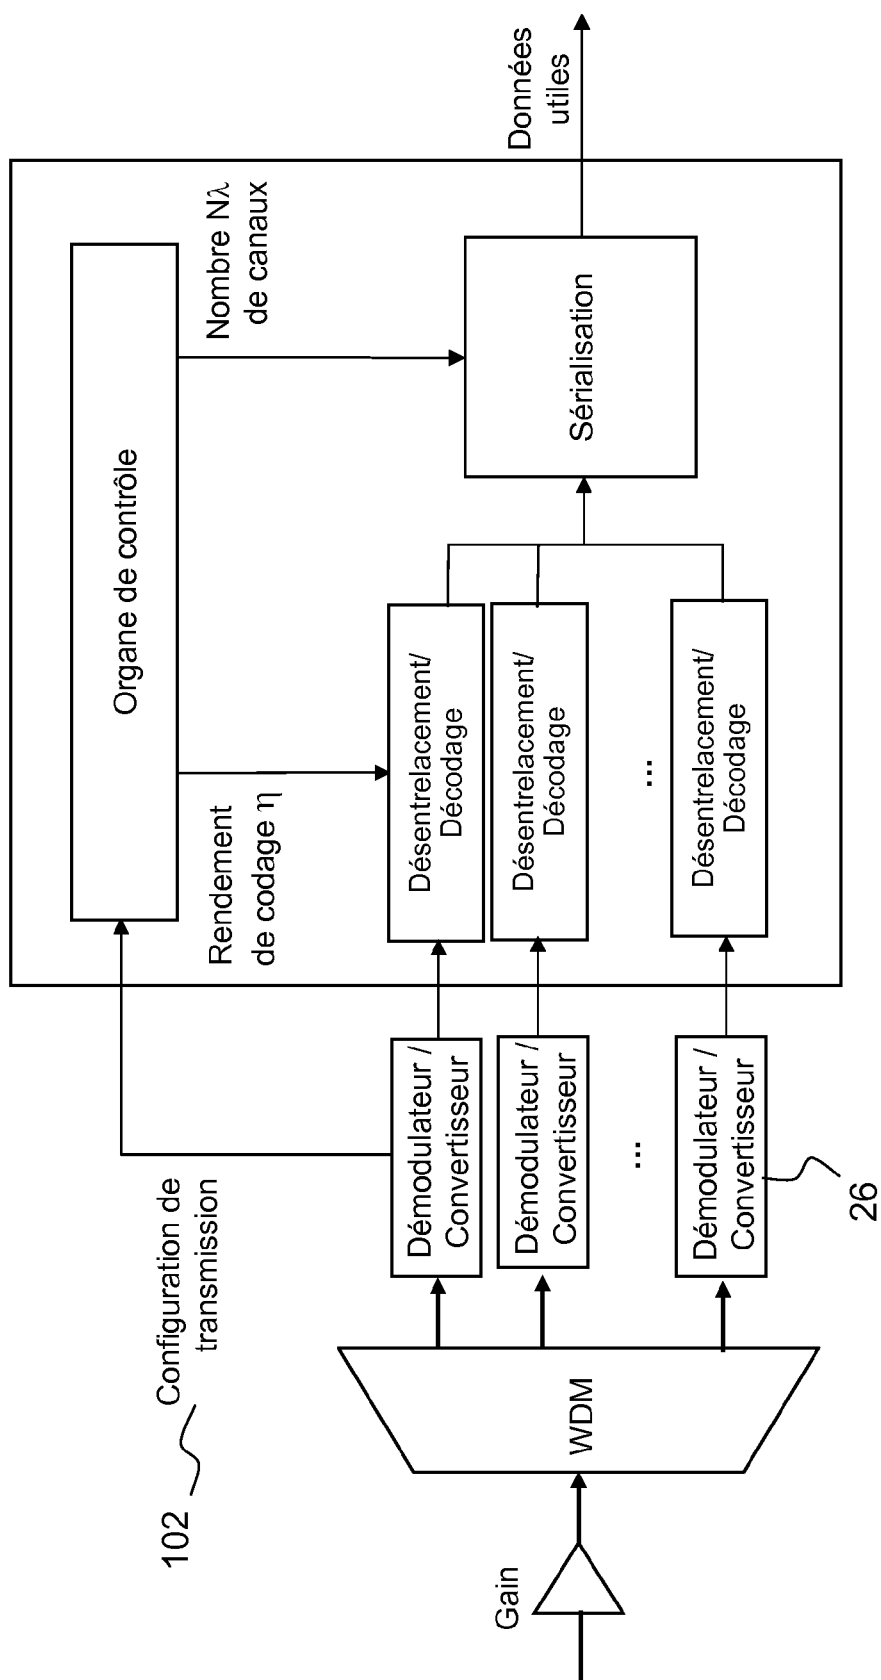 102
Configuration de
transmission
Organe de contrôle
Rendement
de codage η
Nombre Nλ
de canaux
Données
utiles
Gain
WDM
Démodulateur /
Convertisseur
Démodulateur /
Convertisseur
...
Démodulateur /
Convertisseur
26
Désentrelacement/
Décodage
Désentrelacement/
Décodage
...
Désentrelacement/
Décodage
Sérialisation